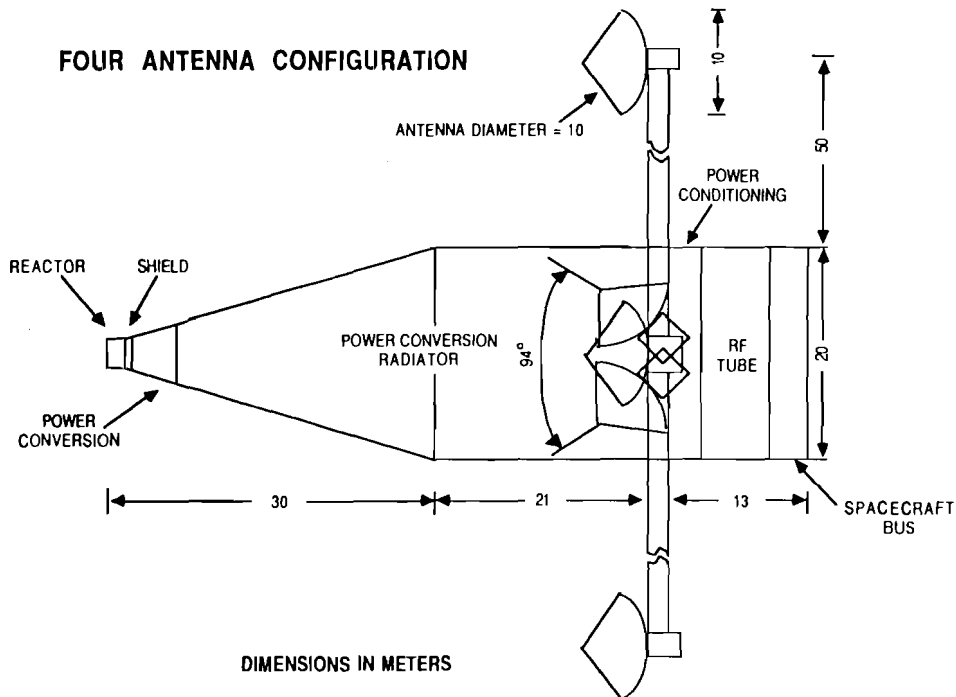 FOUR ANTENNA CONFIGURATION
10
ANTENNA DIAMETER = 10
50
POWER
CONDITIONING
REACTOR
SHIELD
POWER CONVERSION
RADIATOR
94°
RF
TUBE
20
POWER
CONVERSION
30
21
13
SPACECRAFT
BUS
DIMENSIONS IN METERS